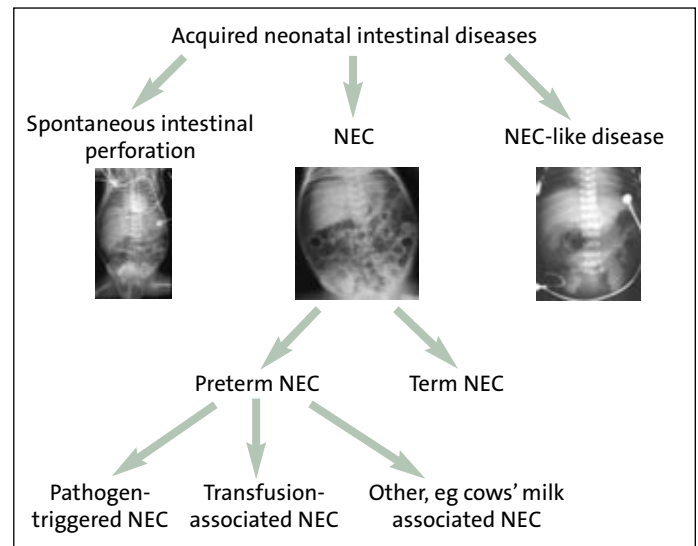 Acquired neonatal intestinal diseases
Spontaneous intestinal
perforation
NEC
NEC-like disease
Preterm NEC
Term NEC
Pathogen-
triggered NEC
Transfusion-
associated NEC
Other, eg cows’ milk
associated NEC